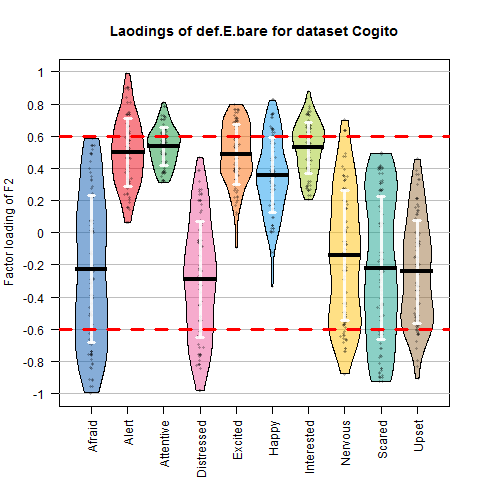 Laodings of def.E.bare for dataset Cogito
Factor loading of F2
1
0.8
0.6
0.4
0.2
0
-0.2
-0.4
-0.6
-0.8
-1
Afraid
Alert
Attentive
Distressed
Excited
Happy
Interested
Nervous
Scared
Upset